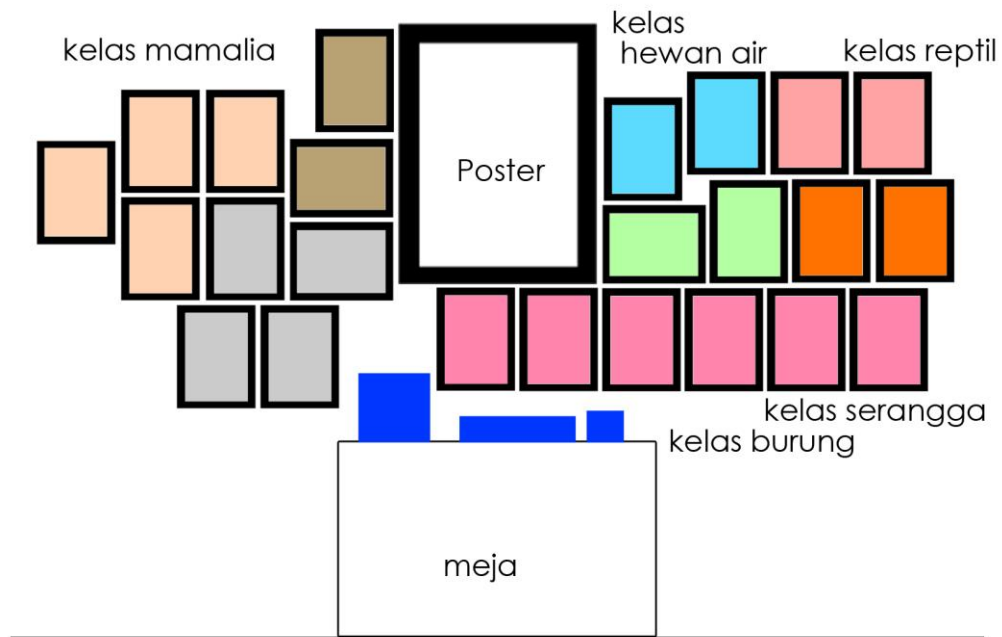 kelas mamalia
kelas
hewan air
kelas reptil
Poster
kelas serangga
kelas burung
meja